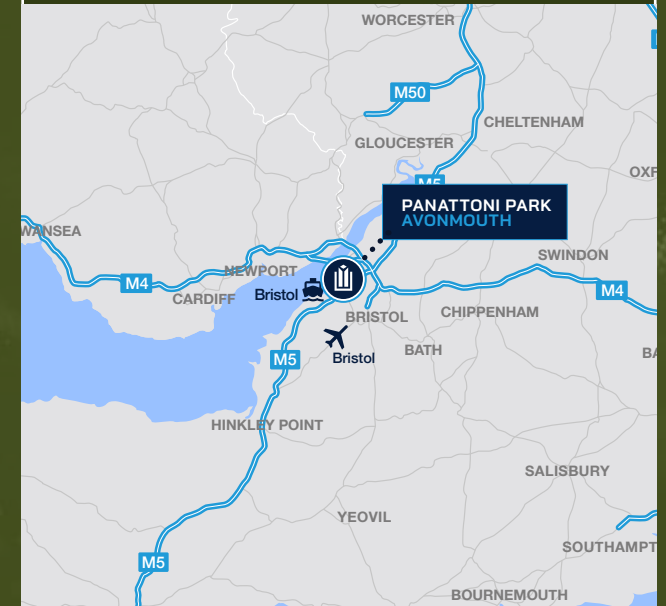 WORCESTER
M50
CHELTENHAM
GLOUCESTER
OXF
M5
PANATTONI PARK
AVONMOUTH
WANSEA
SWINDON
NEWPORT
M4
M4
Bristol
CARDIFF
CHIPPENHAM
BRISTOL
BATH
BA
M5
Bristol
HINKLEY POINT
SALISBURY
YEOVIL
SOUTHAMPT
M5
BOURNEMOUTH